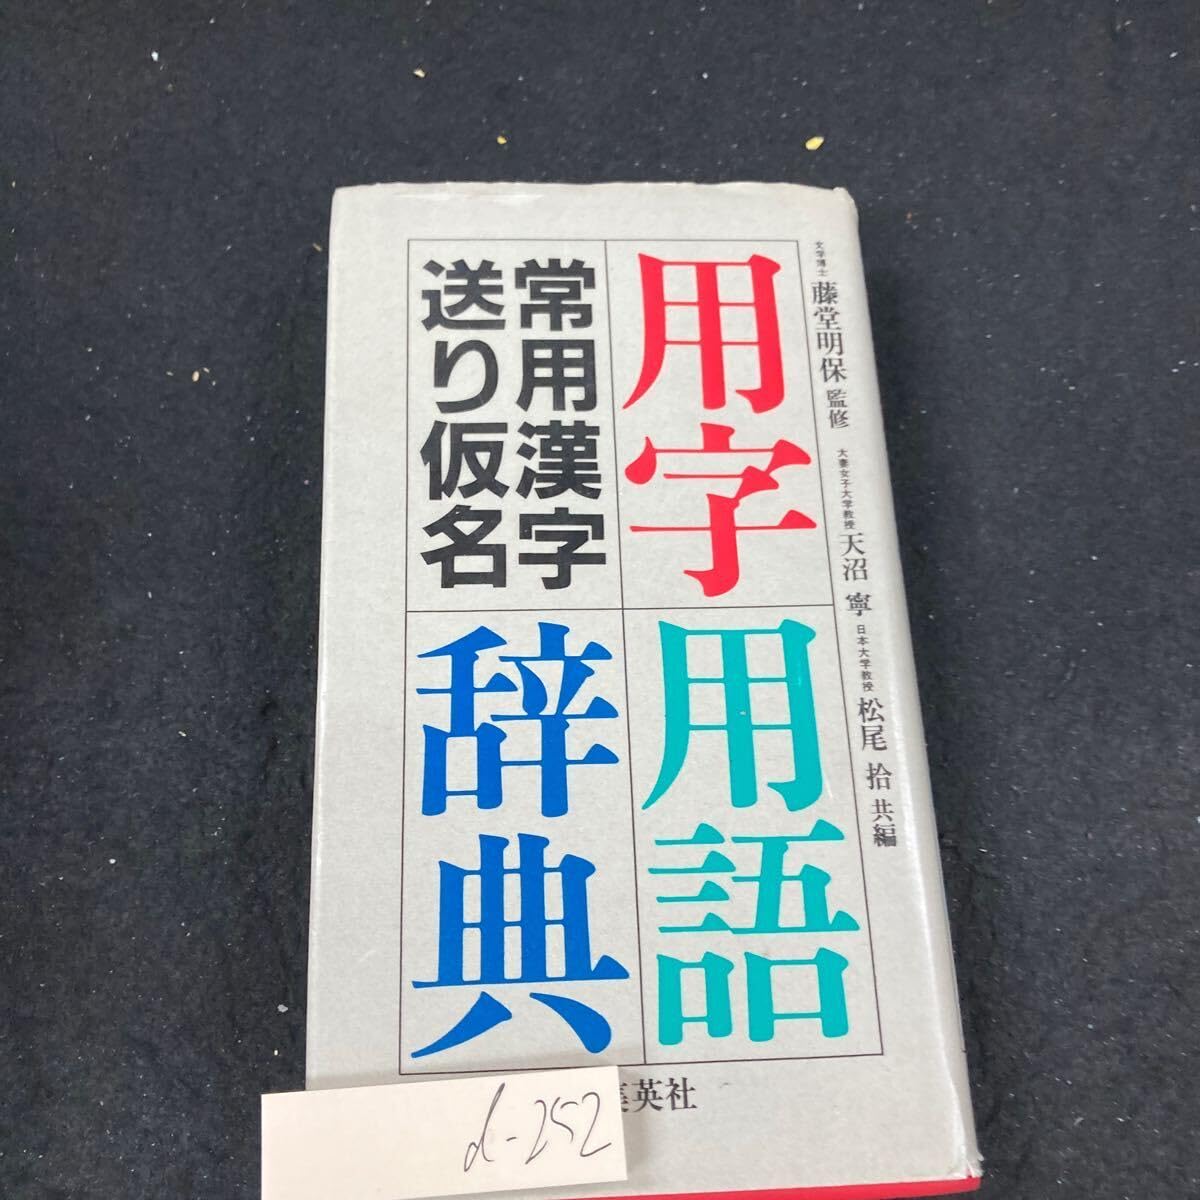 文学博士 藤堂明保 監修 大妻女子大学教授 天沼 寧 日本大学教授 松尾 拾 共編
用字
用語
常用漢字
送り仮名
辞典
集英社
d-252